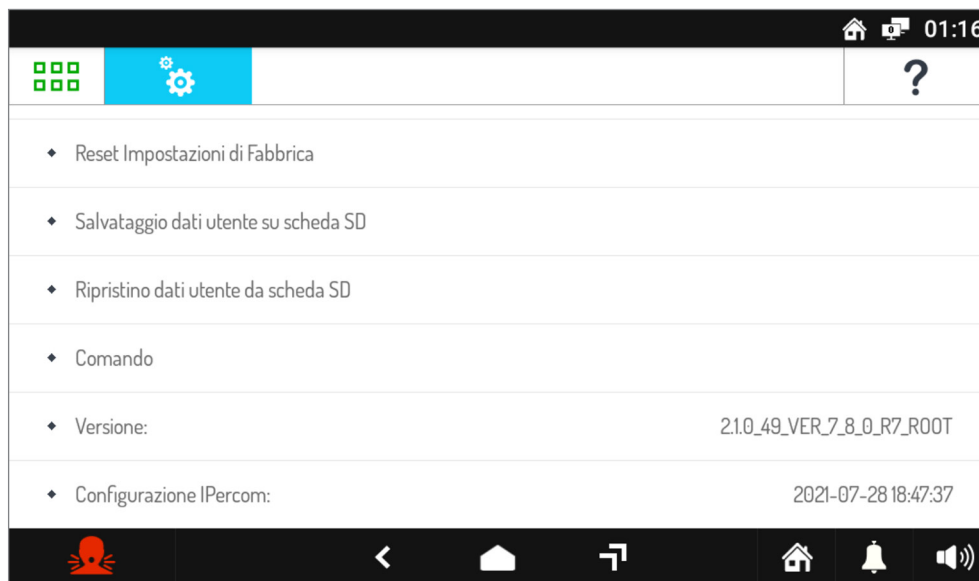 0
01:16
?
Reset Impostazioni di Fabbrica
Salvataggio dati utente su scheda SD
Ripristino dati utente da scheda SD
Comando
Versione: 2.1.0_49_VER_7_8_0_R7_ROOT
Configurazione IPercom: 2021-07-28 18:47:37